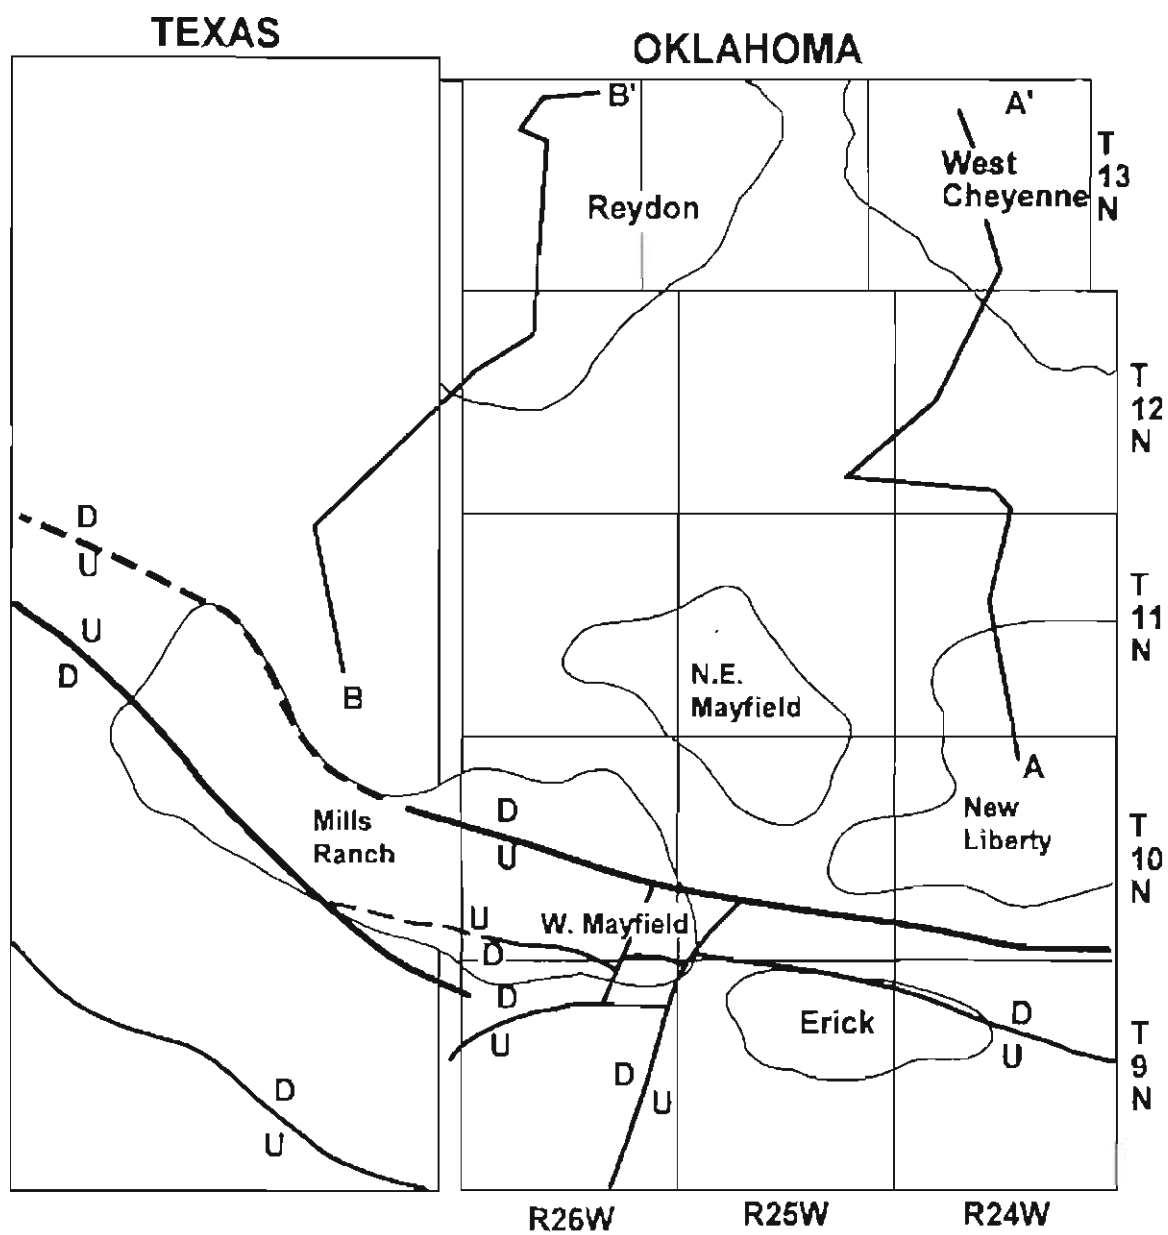 TEXAS
OKLAHOMA
B'
A'
T
13
N
West
Cheyenne
Reydon
T
12
N
D
U
U
D
T
11
N
B
N.E.
Mayfield
A
D
U
Mills
Ranch
New
Liberty
T
10
N
U
W. Mayfield
D
D
U
Erick
D
U
T
9
N
D
U
D
U
R26W
R25W
R24W